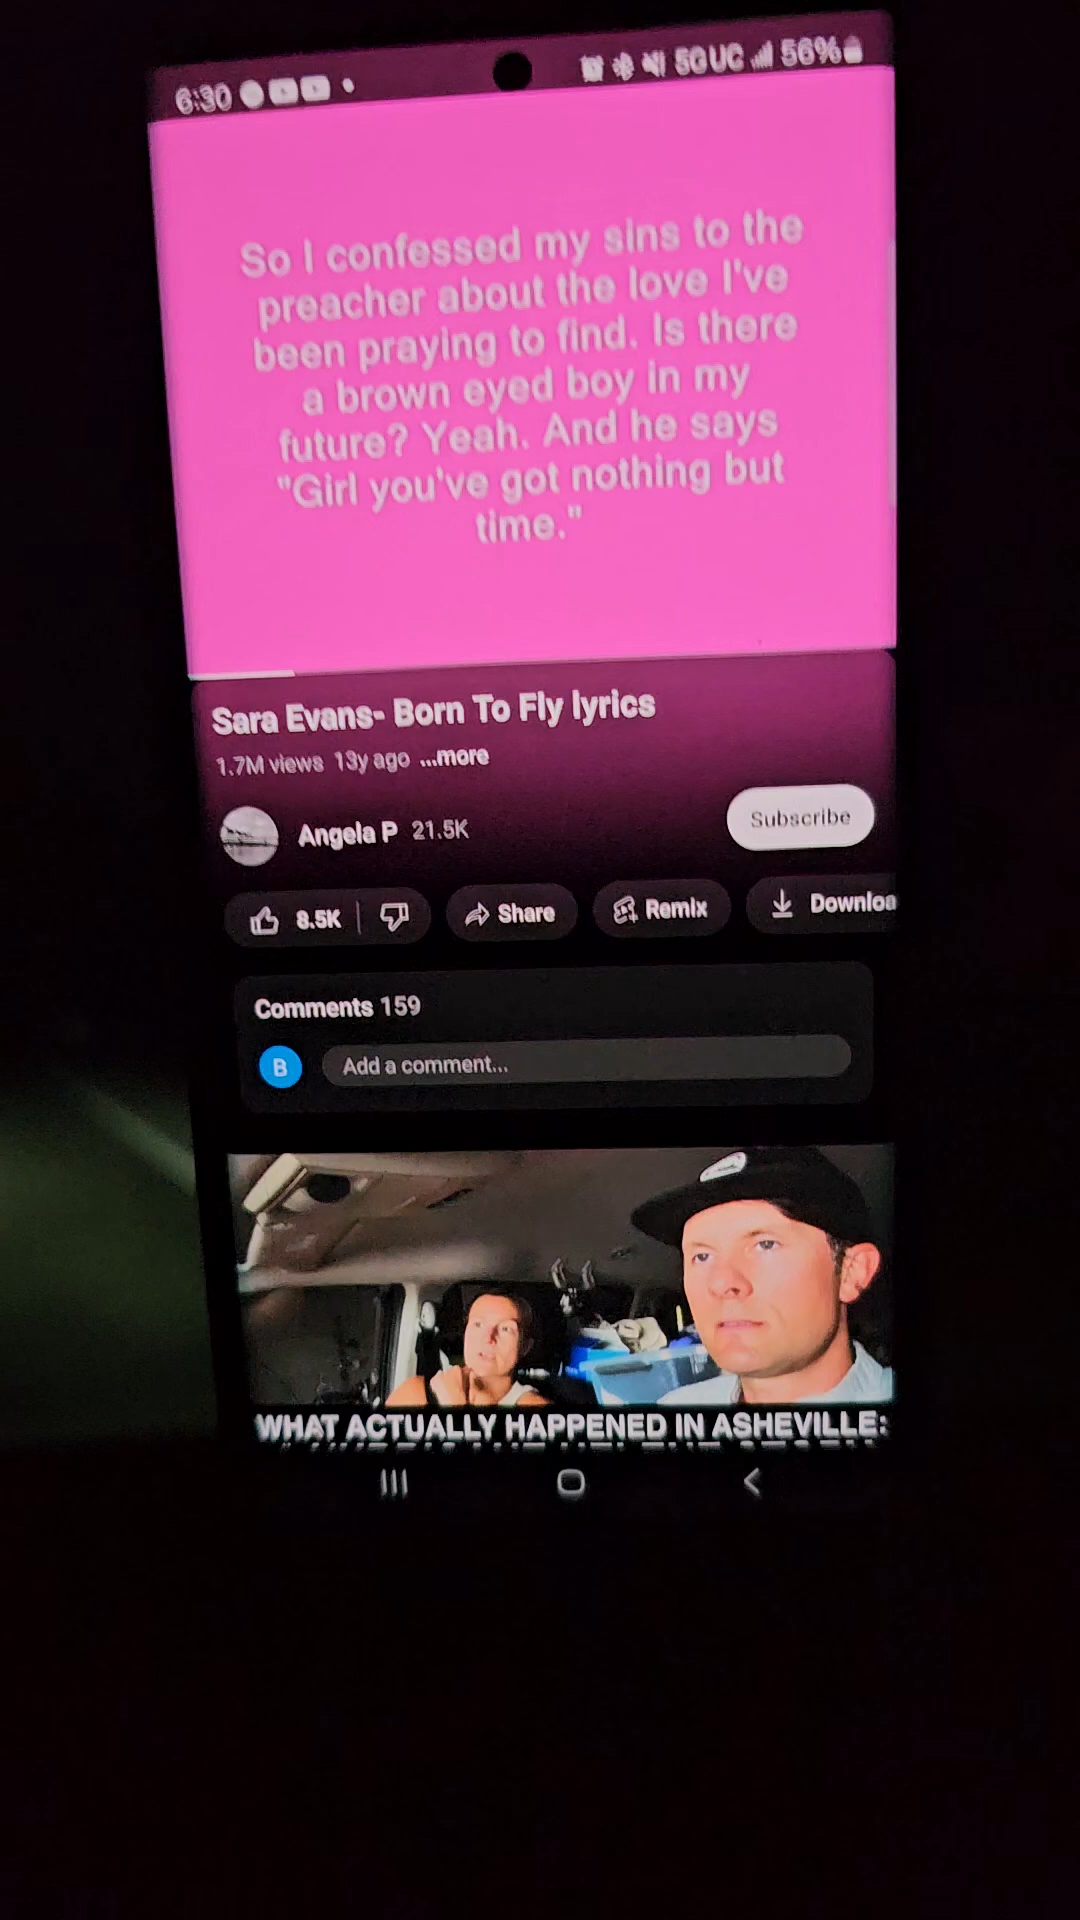 6:30 5G UC 56%
So I confessed my sins to the
preacher about the love I've
been praying to find. Is there
a brown eyed boy in my
future? Yeah. And he says
"Girl you've got nothing but
time."
Sara Evans- Born To Fly lyrics
1.7M views 13y ago ...more
Angela P 21.5K Subscribe
8.5K Share Remix Downloa
Comments 159
B Add a comment...
WHAT ACTUALLY HAPPENED IN ASHEVILLE: